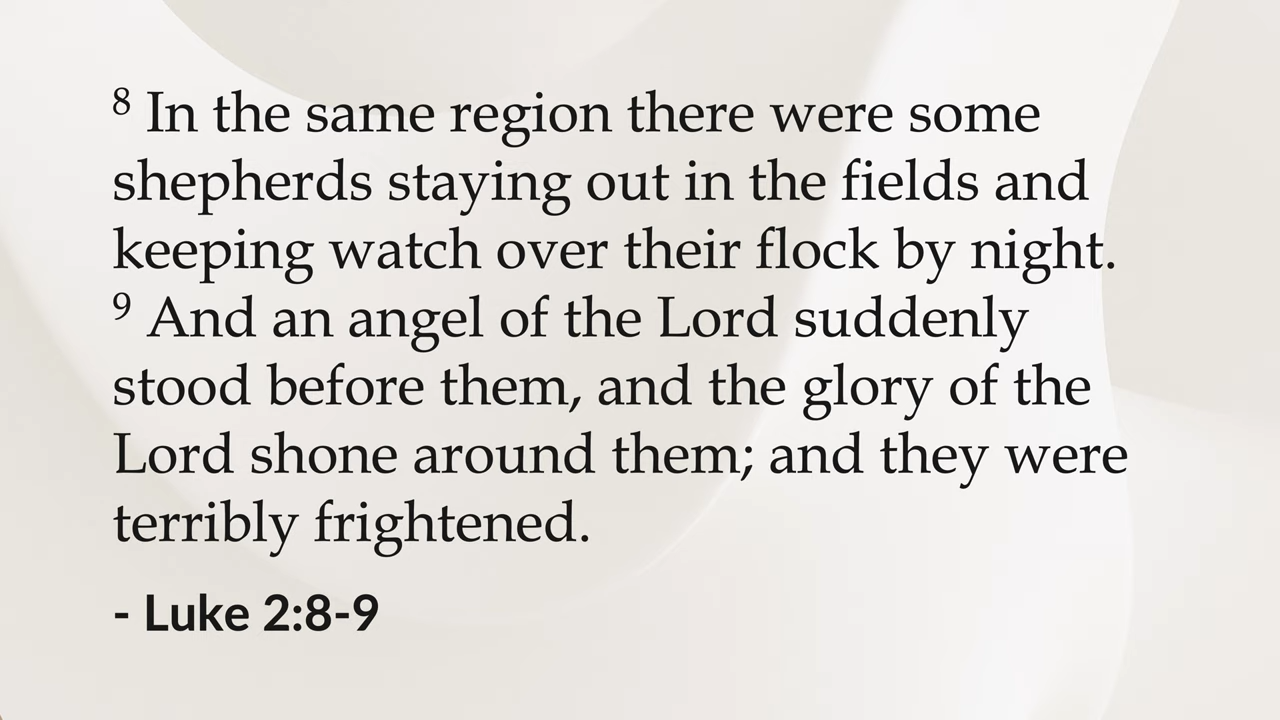 8 In the same region there were some
shepherds staying out in the fields and
keeping watch over their flock by night.
9 And an angel of the Lord suddenly
stood before them, and the glory of the
Lord shone around them; and they were
terribly frightened.
- Luke 2:8-9